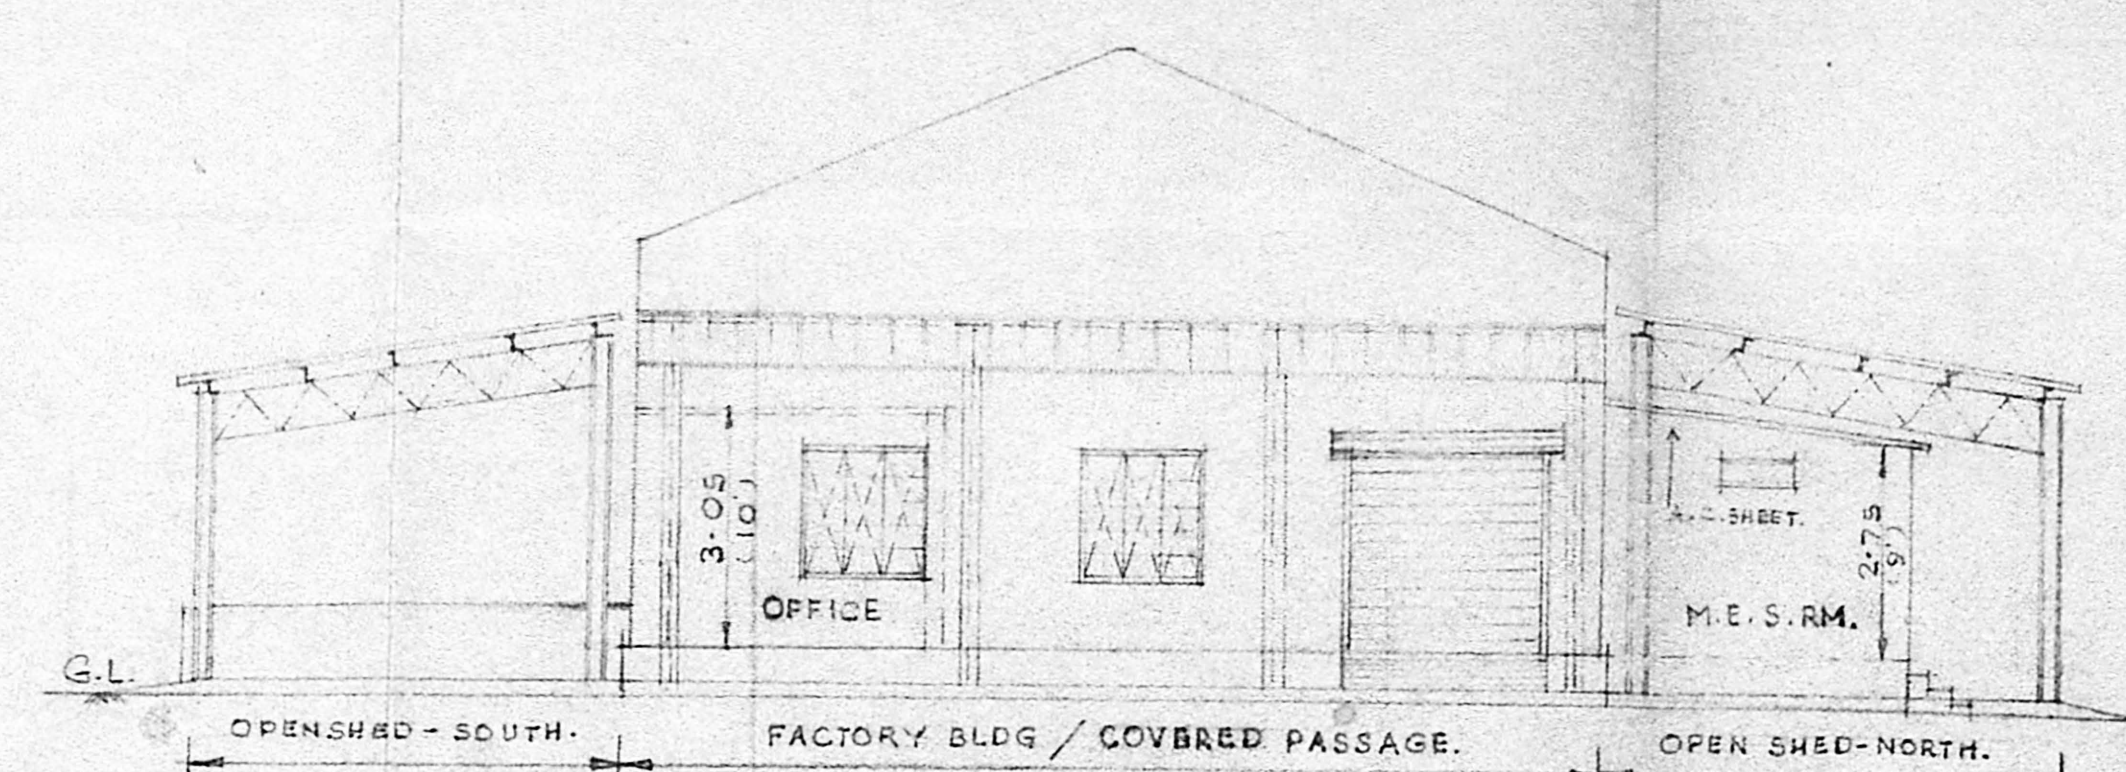 3.05
(10')
OFFICE
A.C. SHEET.
2.75
(9')
M.E.S. RM.
G.L.
OPENSHED - SOUTH.
FACTORY BLDG / COVERED PASSAGE.
OPEN SHED-NORTH.